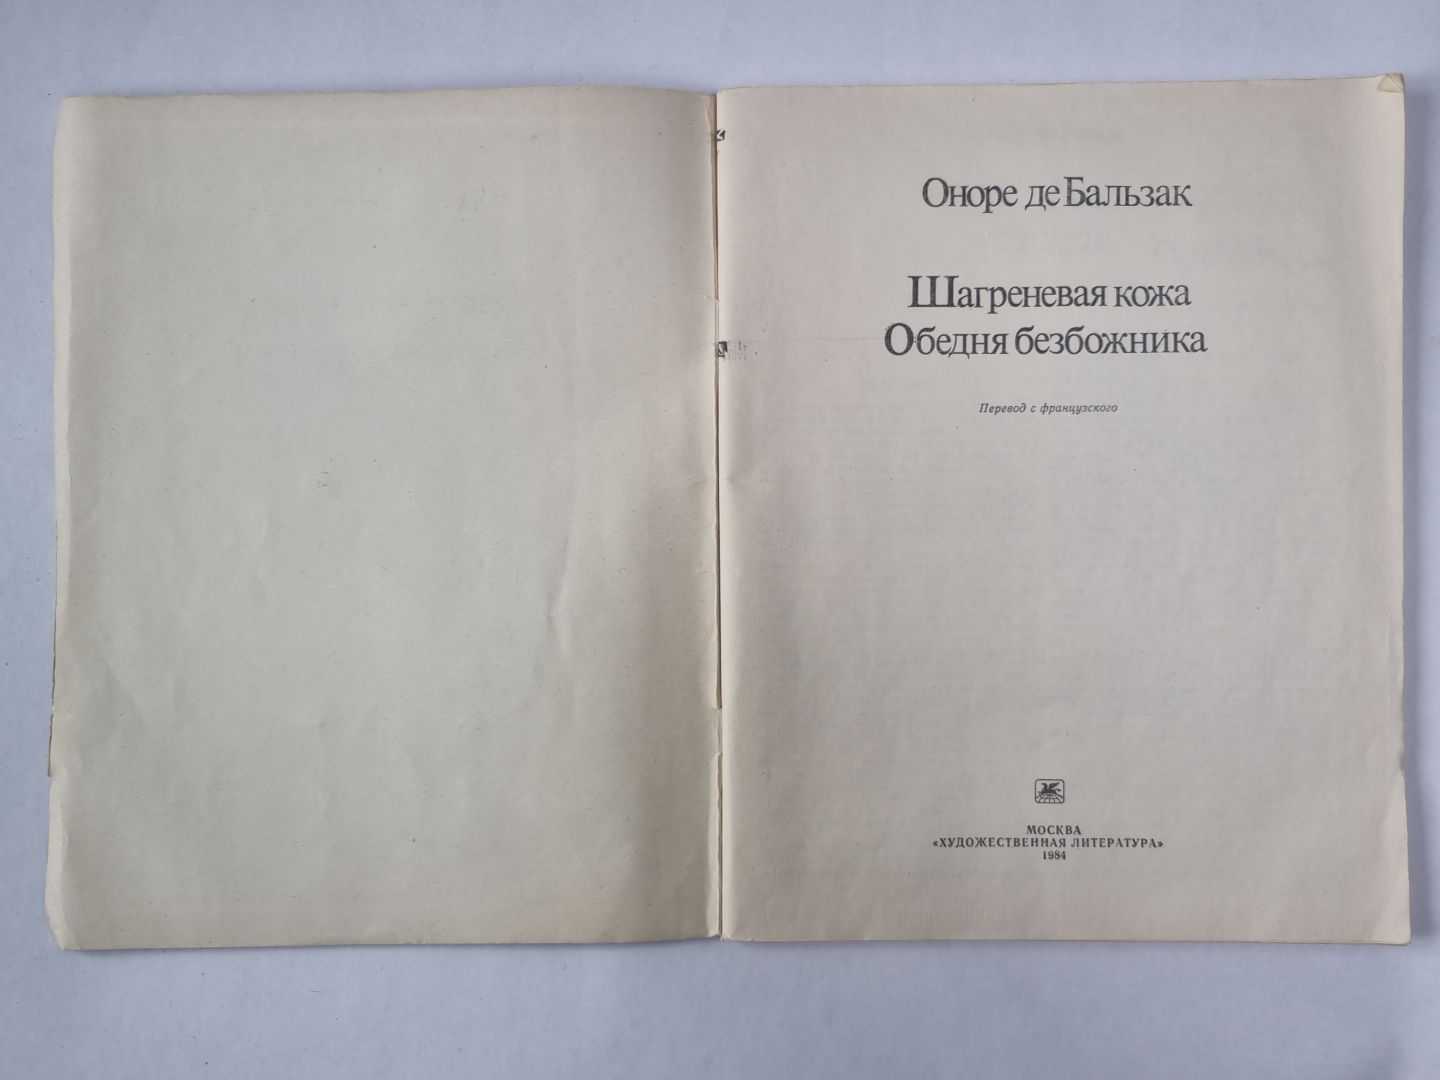 Оноре де Бальзак
Шагреневая кожа
Обедня безбожника
Перевод с французского
МОСКВА
«ХУДОЖЕСТВЕННАЯ ЛИТЕРАТУРА»
1984